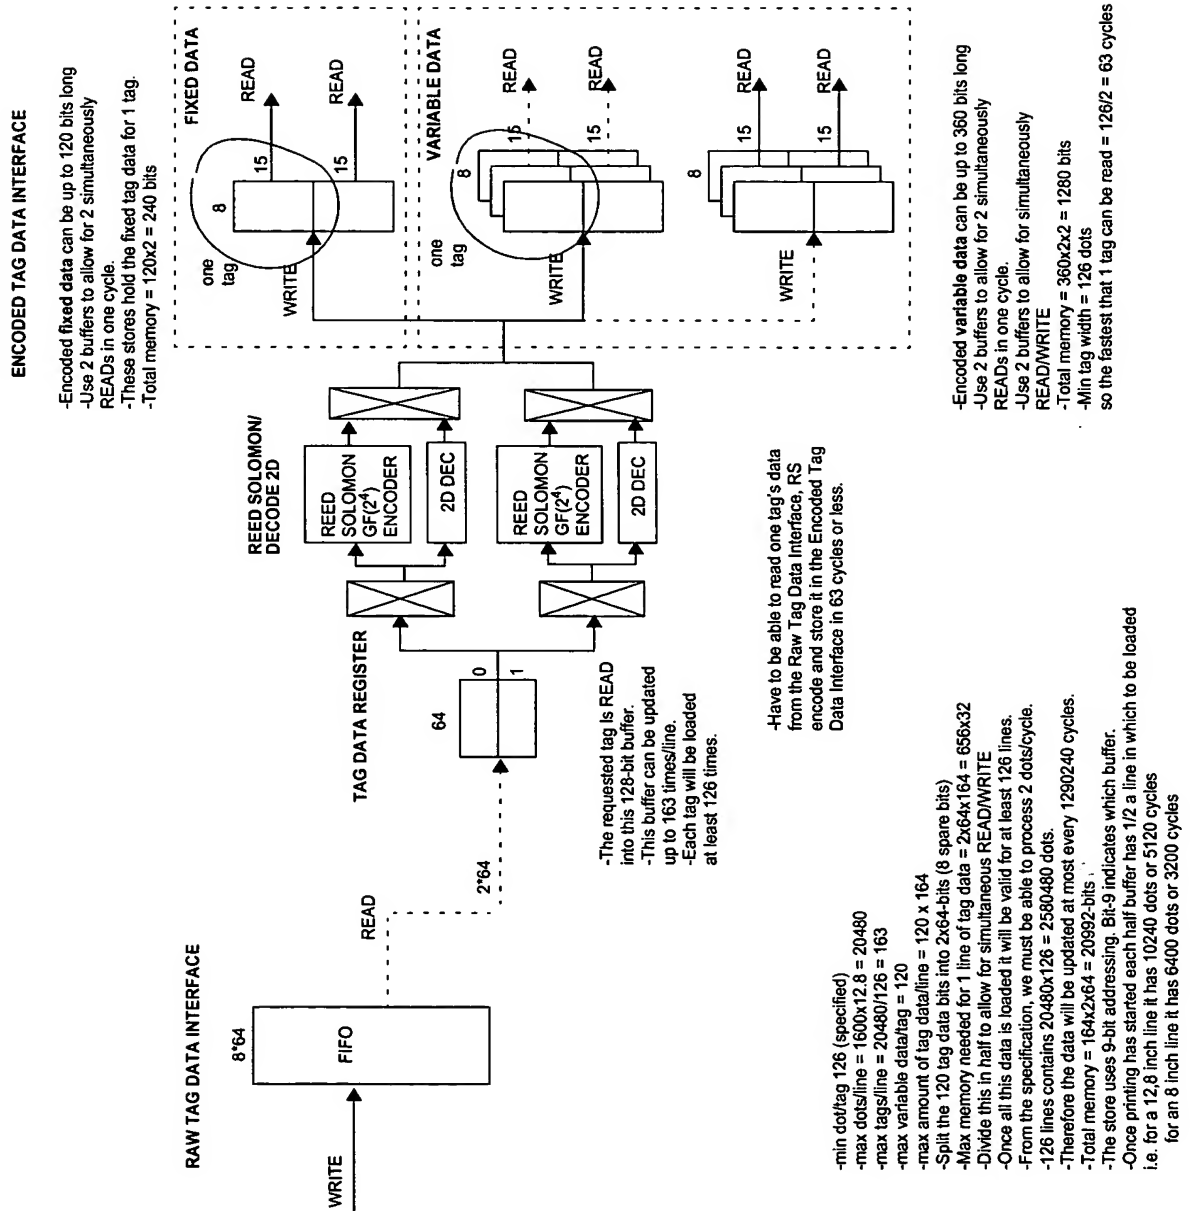 ENCODED TAG DATA INTERFACE
-Encoded fixed data can be up to 120 bits long
-Use 2 buffers to allow for 2 simultaneously
READs in one cycle.
-These stores hold the fixed tag data for 1 tag.
-Total memory = 120x2 = 240 bits
FIXED DATA
READ
READ
15
15
8
one
tag
WRITE
VARIABLE DATA
READ
READ
15
15
8
one
tag
WRITE
READ
READ
15
15
8
WRITE
-Encoded variable data can be up to 360 bits long
-Use 2 buffers to allow for 2 simultaneously
READs in one cycle.
-Use 2 buffers to allow for simultaneously
READ/WRITE
-Total memory = 360x2x2 = 1280 bits
-Min tag width = 126 dots
so the fastest that 1 tag can be read = 126/2 = 63 cycles
REED SOLOMON/
DECODE 2D
REED
SOLOMON
GF(2⁴)
ENCODER
2D DEC
REED
SOLOMON
GF(2⁴)
ENCODER
2D DEC
-Have to be able to read one tag's data
from the Raw Tag Data Interface, RS
encode and store it in the Encoded Tag
Data Interface in 63 cycles or less.
TAG DATA REGISTER
64
0
1
-The requested tag is READ
into this 128-bit buffer.
-This buffer can be updated
up to 163 times/line.
-Each tag will be loaded
at least 126 times.
READ
2*64
RAW TAG DATA INTERFACE
8*64
FIFO
WRITE
-min dot/tag 126 (specified)
-max dots/line = 1600x12.8 = 20480
-max tags/line = 20480/126 = 163
-max variable data/tag = 120
-max amount of tag data/line = 120 x 164
-Split the 120 tag data bits into 2x64-bits (8 spare bits)
-Max memory needed for 1 line of tag data = 2x64x164 = 656x32
-Divide this in half to allow for simultaneous READ/WRITE
-Once all this data is loaded it will be valid for at least 126 lines.
-From the specification, we must be able to process 2 dots/cycle.
-126 lines contains 20480x126 = 2580480 dots.
-Therefore the data will be updated at most every 1290240 cycles.
-Total memory = 164x2x64 = 20992-bits
-The store uses 9-bit addressing. Bit-9 indicates which buffer.
-Once printing has started each half buffer has 1/2 a line in which to be loaded
i.e. for a 12,8 inch line it has 10240 dots or 5120 cycles
for an 8 inch line it has 6400 dots or 3200 cycles